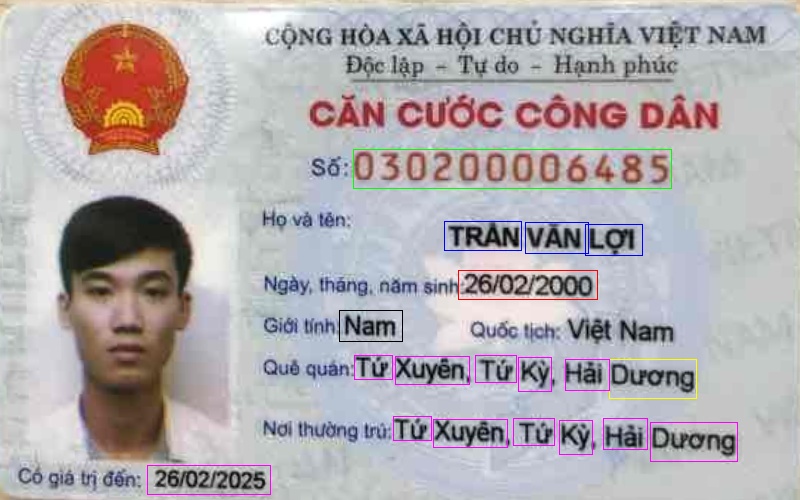 CỘNG HÒA XÃ HỘI CHỦ NGHĨA VIỆT NAM
Độc lập - Tự do - Hạnh phúc
CĂN CƯỚC CÔNG DÂN
Số: 030200006485
Họ và tên:
TRẦN VĂN LỢI
Ngày, tháng, năm sinh: 26/02/2000
Giới tính: Nam Quốc tịch: Việt Nam
Quê quán: Tứ Xuyên, Tứ Kỳ, Hải Dương
Nơi thường trú: Tứ Xuyên, Tứ Kỳ, Hải Dương
Có giá trị đến: 26/02/2025